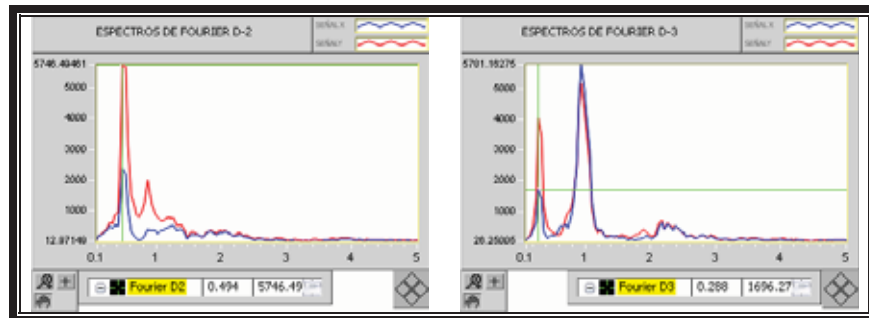 ESPECTROS DE FOURIER D-2
SEÑAL X
SEÑAL Y
5746.49461
5000
4000
3000
2000
1000
12.97149
0.1 1 2 3 4 5
Fourier D2 0.494 5746.49
ESPECTROS DE FOURIER D-3
SEÑAL X
SEÑAL Y
5701.16275
5000
4000
3000
2000
1000
26.25005
0.1 1 2 3 4 5
Fourier D3 0.288 1696.27